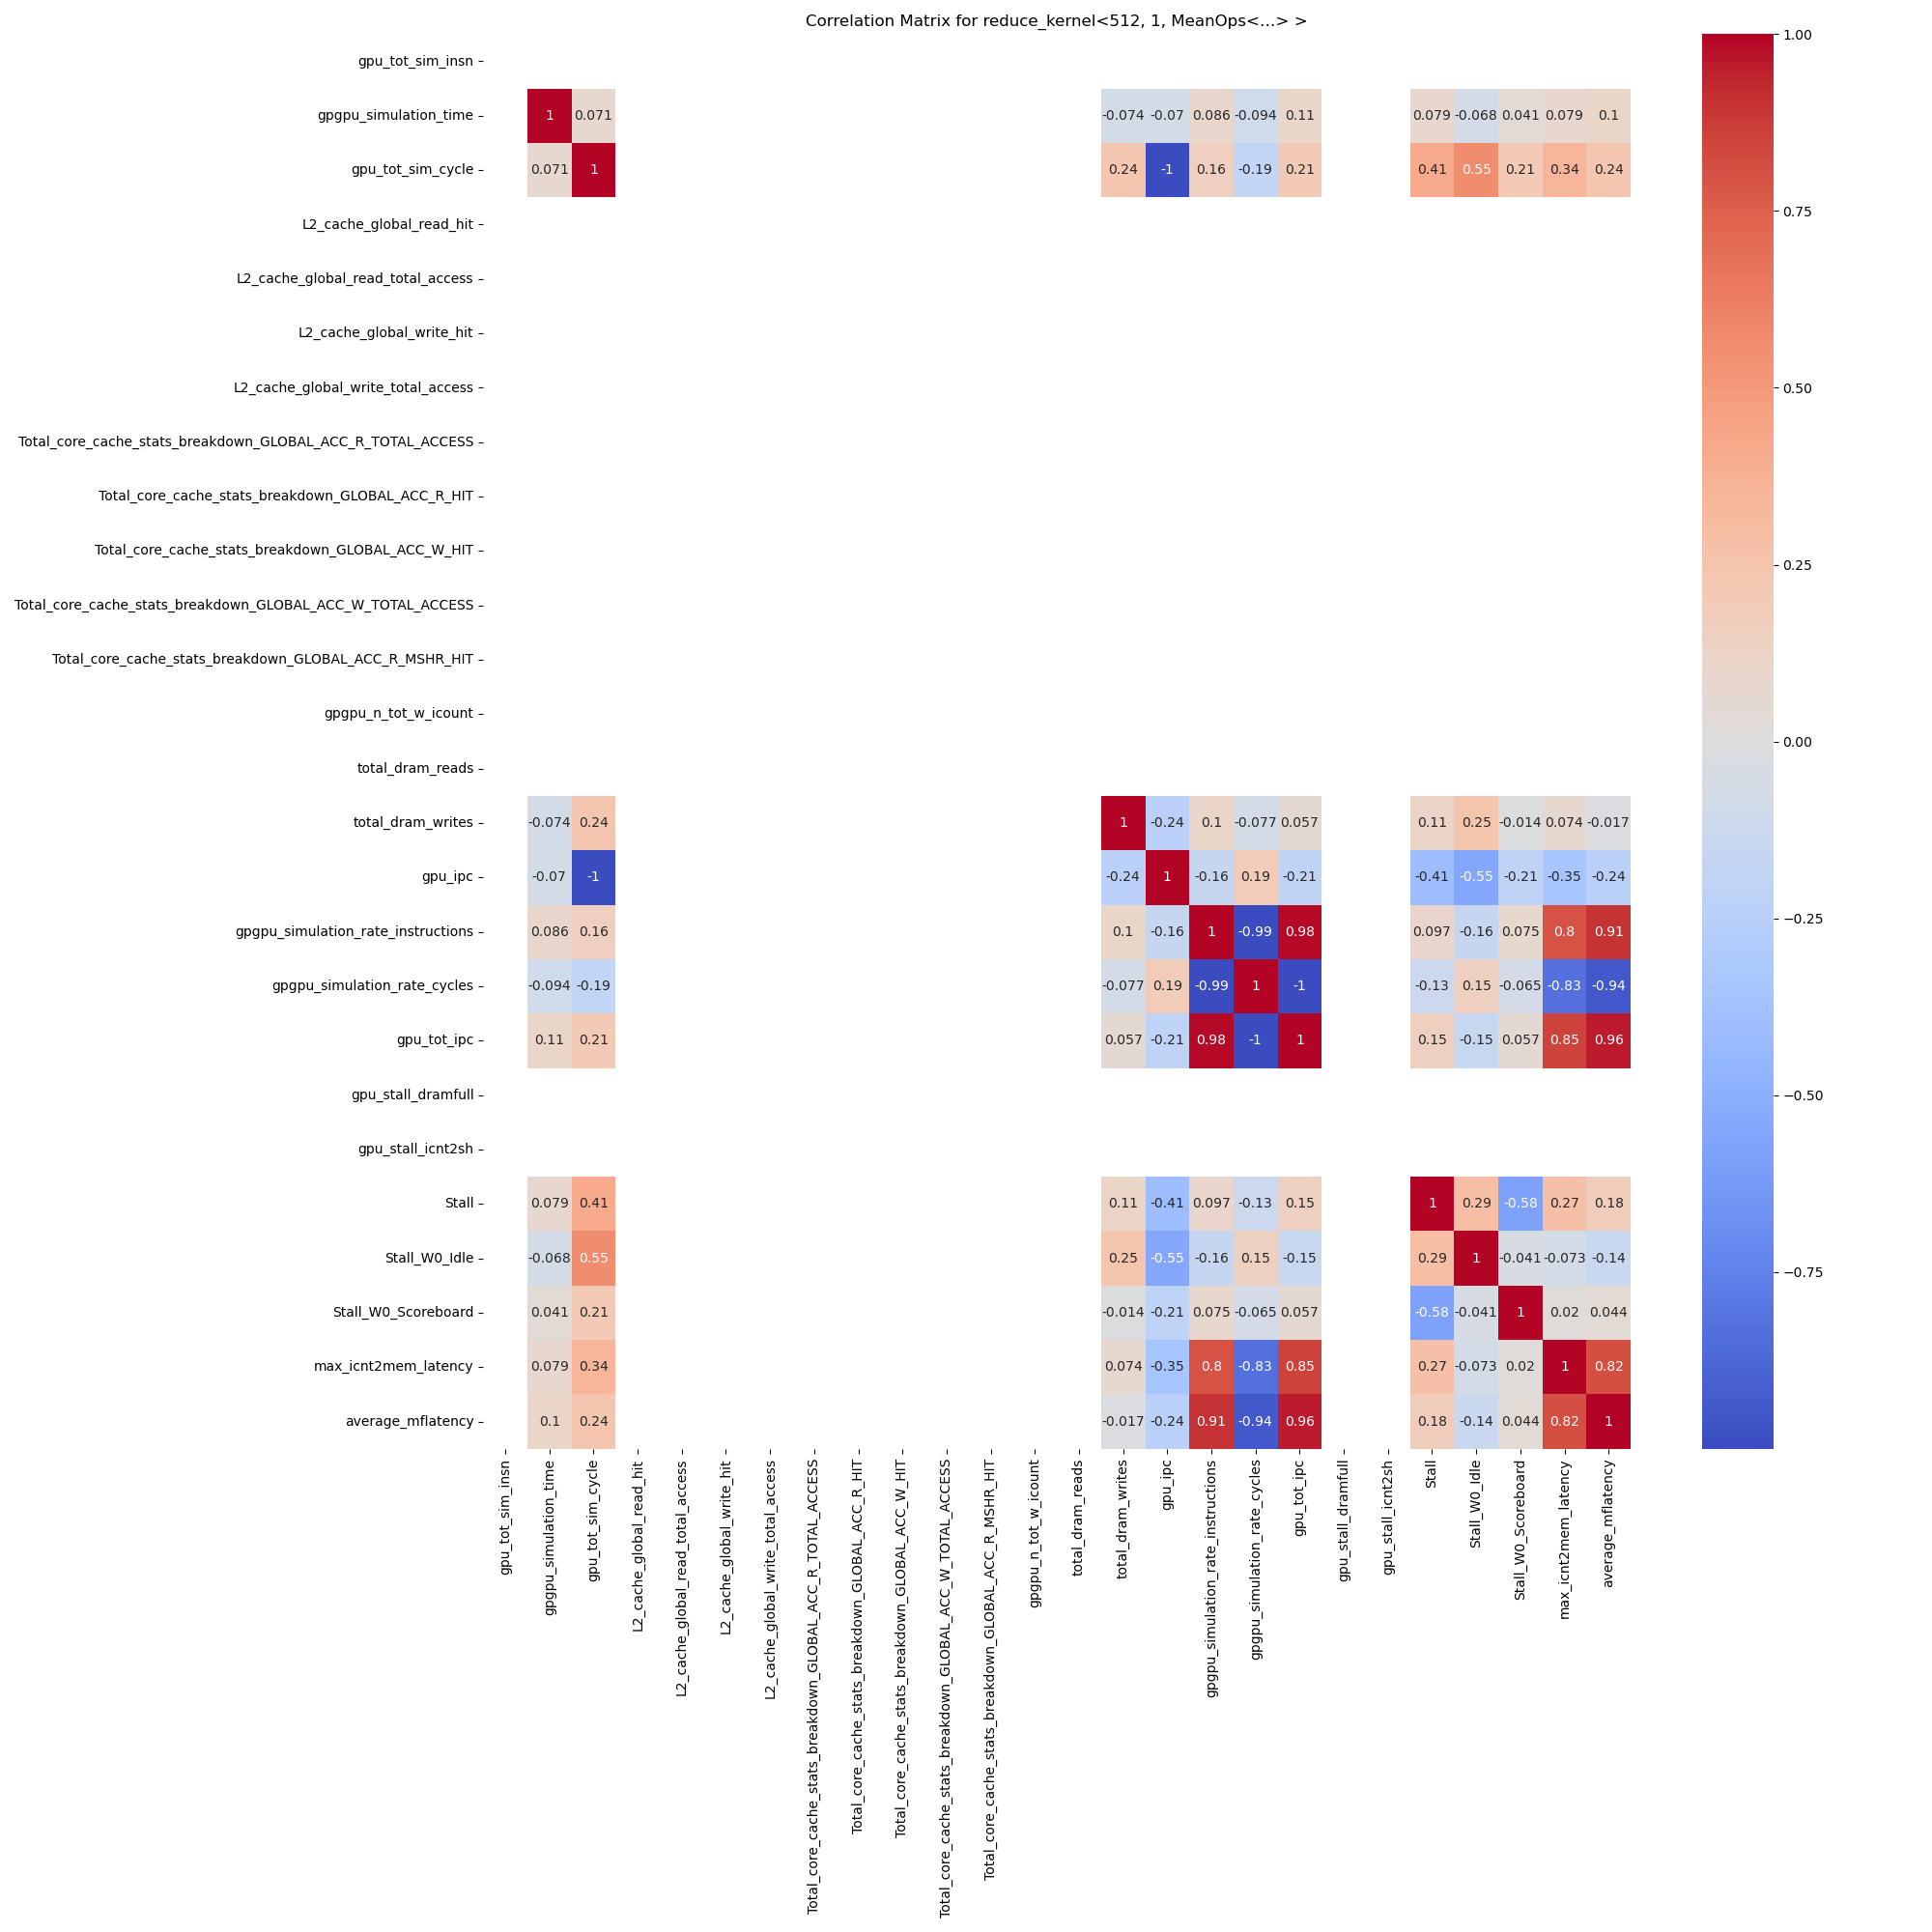 Correlation Matrix for reduce_kernel<512, 1, MeanOps<...> >
gpu_tot_sim_insn
gpgpu_simulation_time 1 0.071 -0.074 -0.07 0.086 -0.094 0.11 0.079 -0.068 0.041 0.079 0.1
gpu_tot_sim_cycle 0.071 1 0.24 -1 0.16 -0.19 0.21 0.41 0.55 0.21 0.34 0.24
L2_cache_global_read_hit
L2_cache_global_read_total_access
L2_cache_global_write_hit
L2_cache_global_write_total_access
Total_core_cache_stats_breakdown_GLOBAL_ACC_R_TOTAL_ACCESS
Total_core_cache_stats_breakdown_GLOBAL_ACC_R_HIT
Total_core_cache_stats_breakdown_GLOBAL_ACC_W_HIT
Total_core_cache_stats_breakdown_GLOBAL_ACC_W_TOTAL_ACCESS
Total_core_cache_stats_breakdown_GLOBAL_ACC_R_MSHR_HIT
gpgpu_n_tot_w_icount
total_dram_reads
total_dram_writes -0.074 0.24 1 -0.24 0.1 -0.077 0.057 0.11 0.25 -0.014 0.074 -0.017
gpu_ipc -0.07 -1 -0.24 1 -0.16 0.19 -0.21 -0.41 -0.55 -0.21 -0.35 -0.24
gpgpu_simulation_rate_instructions 0.086 0.16 0.1 -0.16 1 -0.99 0.98 0.097 -0.16 0.075 0.8 0.91
gpgpu_simulation_rate_cycles -0.094 -0.19 -0.077 0.19 -0.99 1 -1 -0.13 0.15 -0.065 -0.83 -0.94
gpu_tot_ipc 0.11 0.21 0.057 -0.21 0.98 -1 1 0.15 -0.15 0.057 0.85 0.96
gpu_stall_dramfull
gpu_stall_icnt2sh
Stall 0.079 0.41 0.11 -0.41 0.097 -0.13 0.15 1 0.29 -0.58 0.27 0.18
Stall_W0_Idle -0.068 0.55 0.25 -0.55 -0.16 0.15 -0.15 0.29 1 -0.041 -0.073 -0.14
Stall_W0_Scoreboard 0.041 0.21 -0.014 -0.21 0.075 -0.065 0.057 -0.58 -0.041 1 0.02 0.044
max_icnt2mem_latency 0.079 0.34 0.074 -0.35 0.8 -0.83 0.85 0.27 -0.073 0.02 1 0.82
average_mflatency 0.1 0.24 -0.017 -0.24 0.91 -0.94 0.96 0.18 -0.14 0.044 0.82 1
gpu_tot_sim_insn
gpgpu_simulation_time
gpu_tot_sim_cycle
L2_cache_global_read_hit
L2_cache_global_read_total_access
L2_cache_global_write_hit
L2_cache_global_write_total_access
Total_core_cache_stats_breakdown_GLOBAL_ACC_R_TOTAL_ACCESS
Total_core_cache_stats_breakdown_GLOBAL_ACC_R_HIT
Total_core_cache_stats_breakdown_GLOBAL_ACC_W_HIT
Total_core_cache_stats_breakdown_GLOBAL_ACC_W_TOTAL_ACCESS
Total_core_cache_stats_breakdown_GLOBAL_ACC_R_MSHR_HIT
gpgpu_n_tot_w_icount
total_dram_reads
total_dram_writes
gpu_ipc
gpgpu_simulation_rate_instructions
gpgpu_simulation_rate_cycles
gpu_tot_ipc
gpu_stall_dramfull
gpu_stall_icnt2sh
Stall
Stall_W0_Idle
Stall_W0_Scoreboard
max_icnt2mem_latency
average_mflatency
1.00
0.75
0.50
0.25
0.00
−0.25
−0.50
−0.75